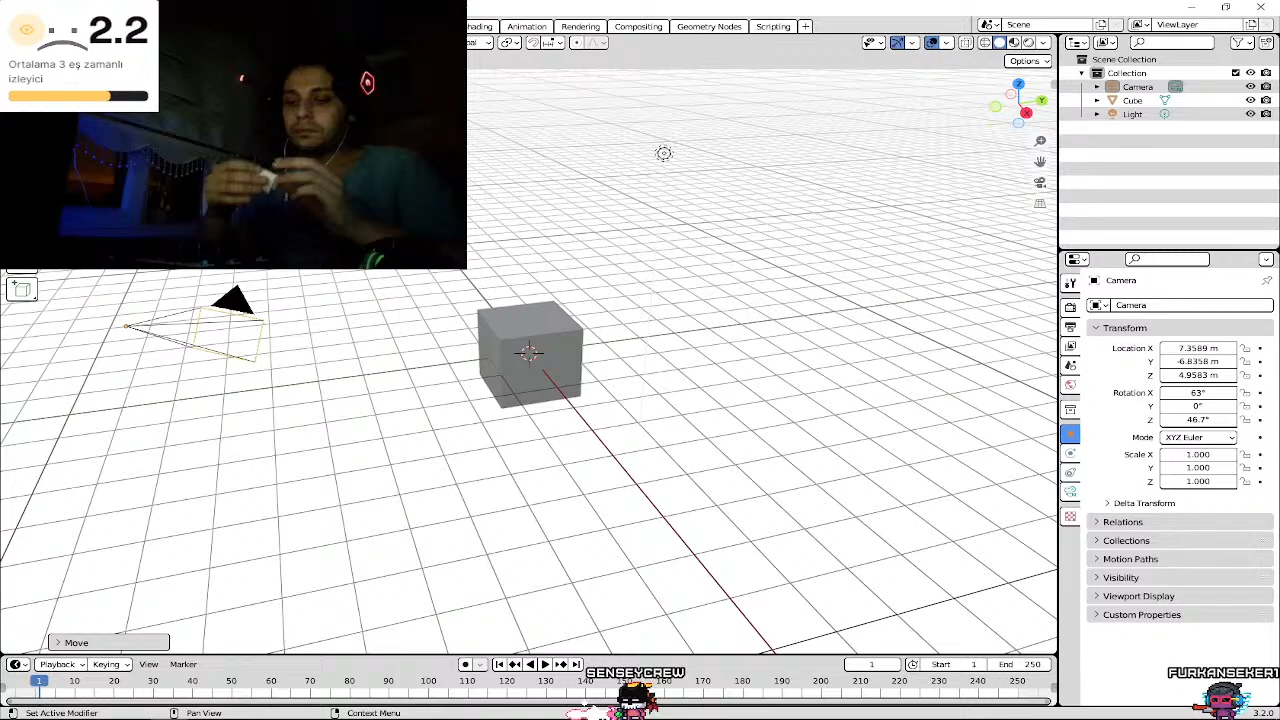 2.2
Ortalama 3 eş zamanlı
izleyici
Animation
Rendering
Compositing
Geometry Nodes
Scripting
+
Scene
ViewLayer
Options
Scene Collection
Collection
Camera
Cube
Light
Z
Y
X
Camera
Camera
Transform
Location X 7.3589 m
Y -6.8358 m
Z 4.9583 m
Rotation X 63°
Y 0°
Z 46.7°
Mode XYZ Euler
Scale X 1.000
Y 1.000
Z 1.000
Delta Transform
Relations
Collections
Motion Paths
Visibility
Viewport Display
Custom Properties
Move
Playback Keying View Marker 1 Start 1 End 250
SENSEYCREW
1 10 20 30 40 50 60 70 80 90 100 110 120 130 140 150 160 170 180 190 200 210 220 230 240 250
Set Active Modifier Pan View Context Menu 3.2.0